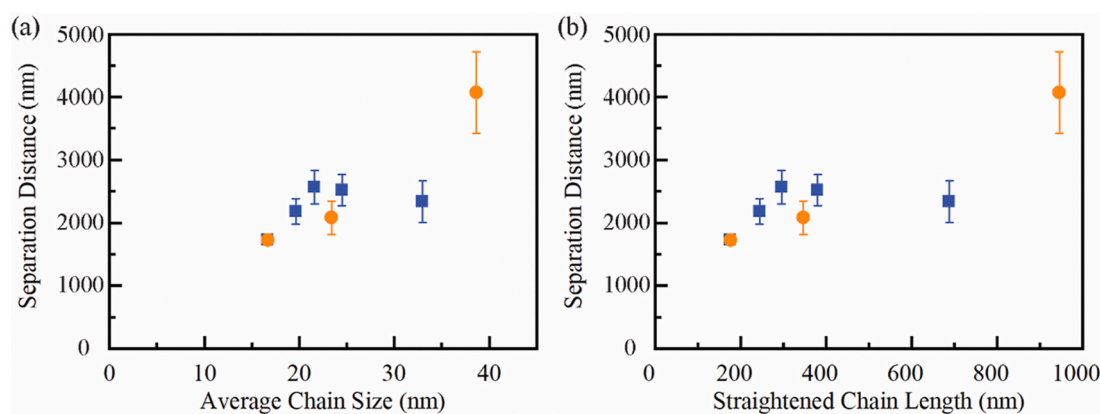 (a)
5000
4000
3000
2000
1000
0
Separation Distance (nm)
0 10 20 30 40
Average Chain Size (nm)
(b)
5000
4000
3000
2000
1000
0
Separation Distance (nm)
0 200 400 600 800 1000
Straightened Chain Length (nm)